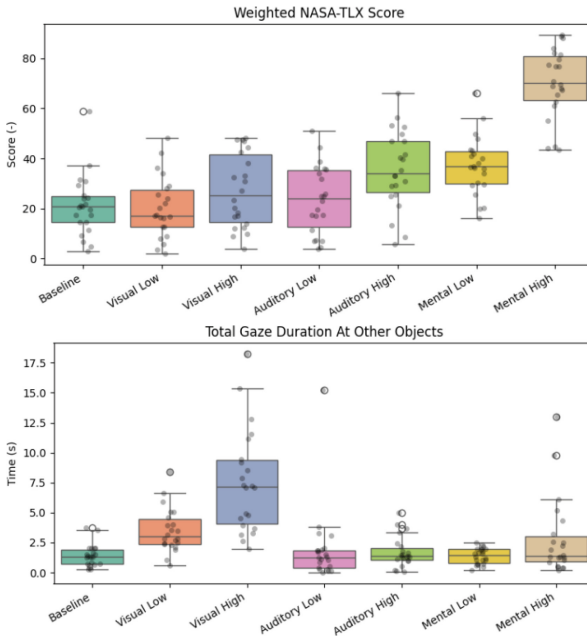 Weighted NASA-TLX Score
Score (-)
80
60
40
20
0
Baseline
Visual Low
Visual High
Auditory Low
Auditory High
Mental Low
Mental High
Total Gaze Duration At Other Objects
Time (s)
17.5
15.0
12.5
10.0
7.5
5.0
2.5
0.0
Baseline
Visual Low
Visual High
Auditory Low
Auditory High
Mental Low
Mental High